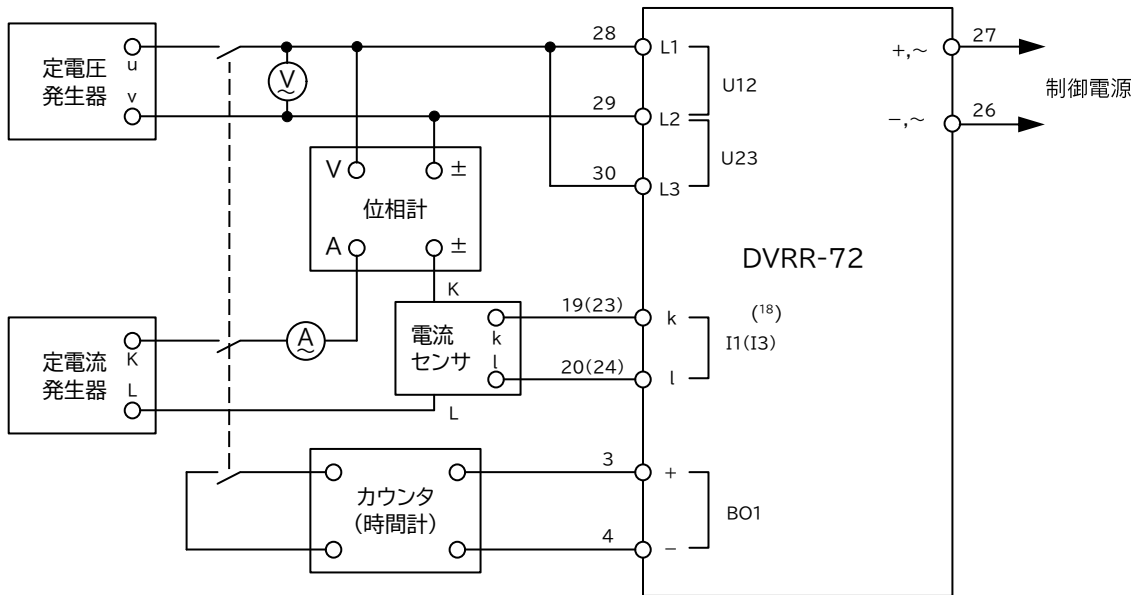 定電圧
発生器
u
v
V
~
28
L1
29
L2
30
L3
U12
U23
+,~
27
−,~
26
制御電源
V
±
位相計
A
±
DVRR-72
K
定電流
発生器
K
L
A
~
電流
センサ
k
l
L
19(23)
k
20(24)
l
(18)
I1(I3)
カウンタ
(時間計)
3
+
4
−
BO1